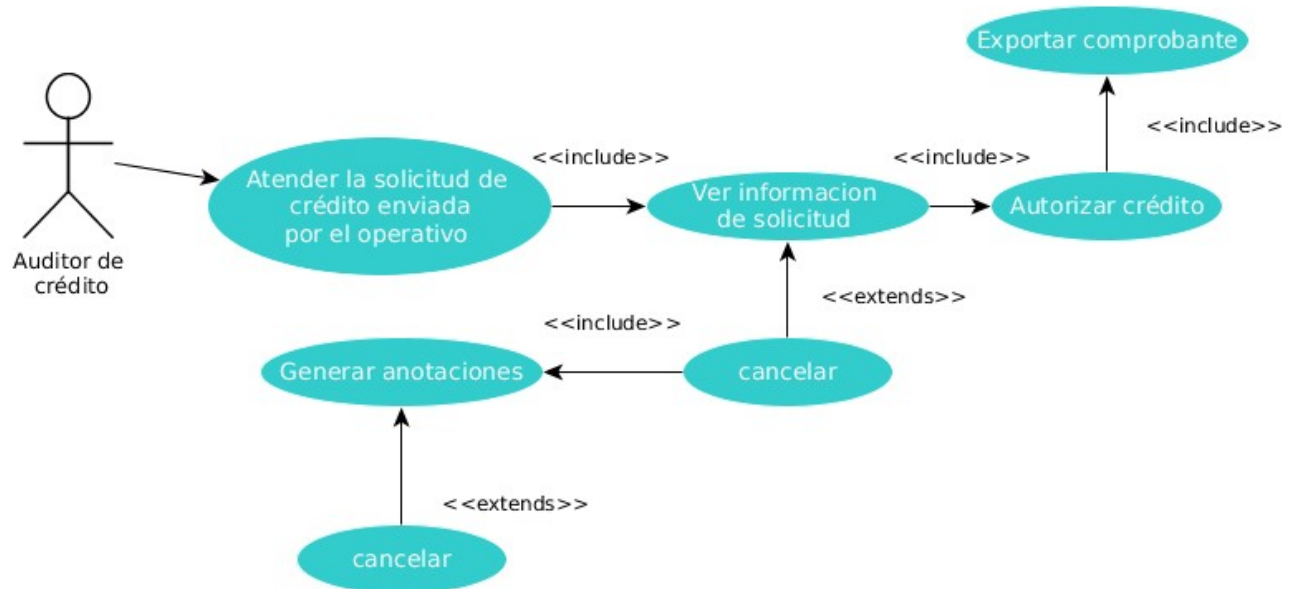 Exportar comprobante
<<include>>
<<include>>
<<include>>
Atender la solicitud de
crédito enviada
por el operativo
Ver informacion
de solicitud
Autorizar crédito
Auditor de
crédito
<<extends>>
<<include>>
Generar anotaciones
cancelar
<<extends>>
cancelar